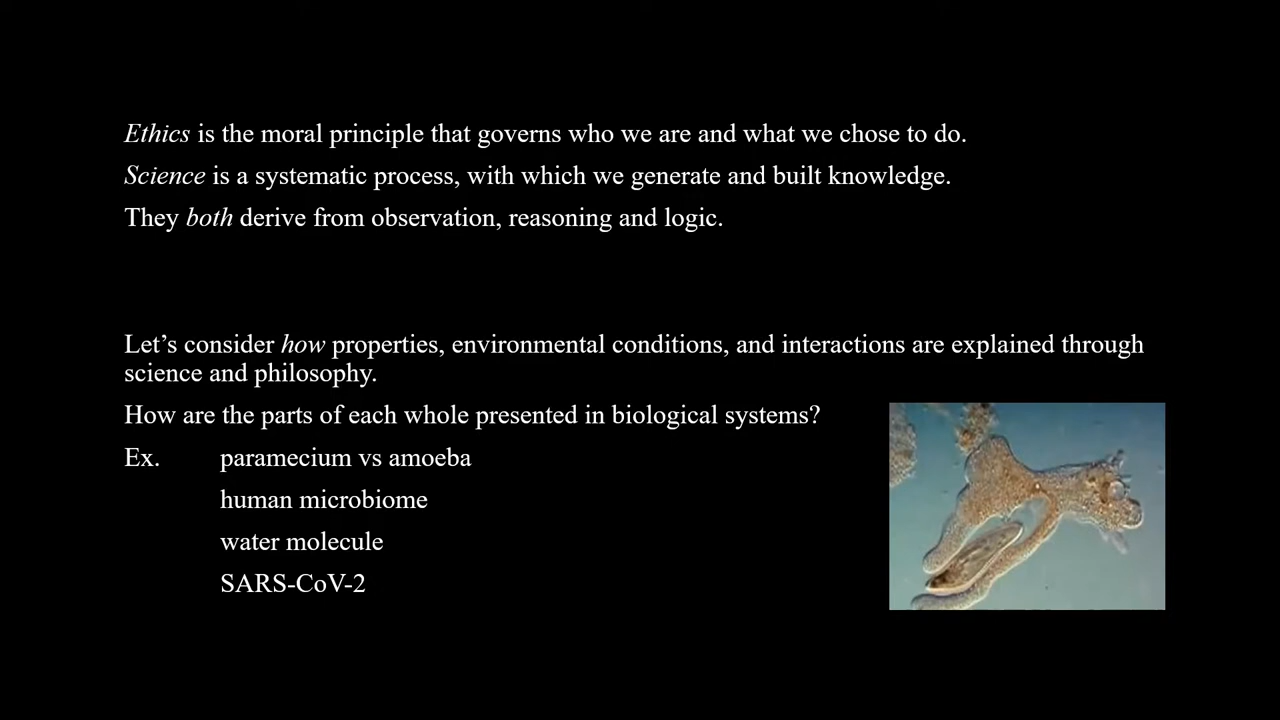 Ethics is the moral principle that governs who we are and what we chose to do.
Science is a systematic process, with which we generate and built knowledge.
They both derive from observation, reasoning and logic.
Let’s consider how properties, environmental conditions, and interactions are explained through
science and philosophy.
How are the parts of each whole presented in biological systems?
Ex. paramecium vs amoeba
human microbiome
water molecule
SARS-CoV-2